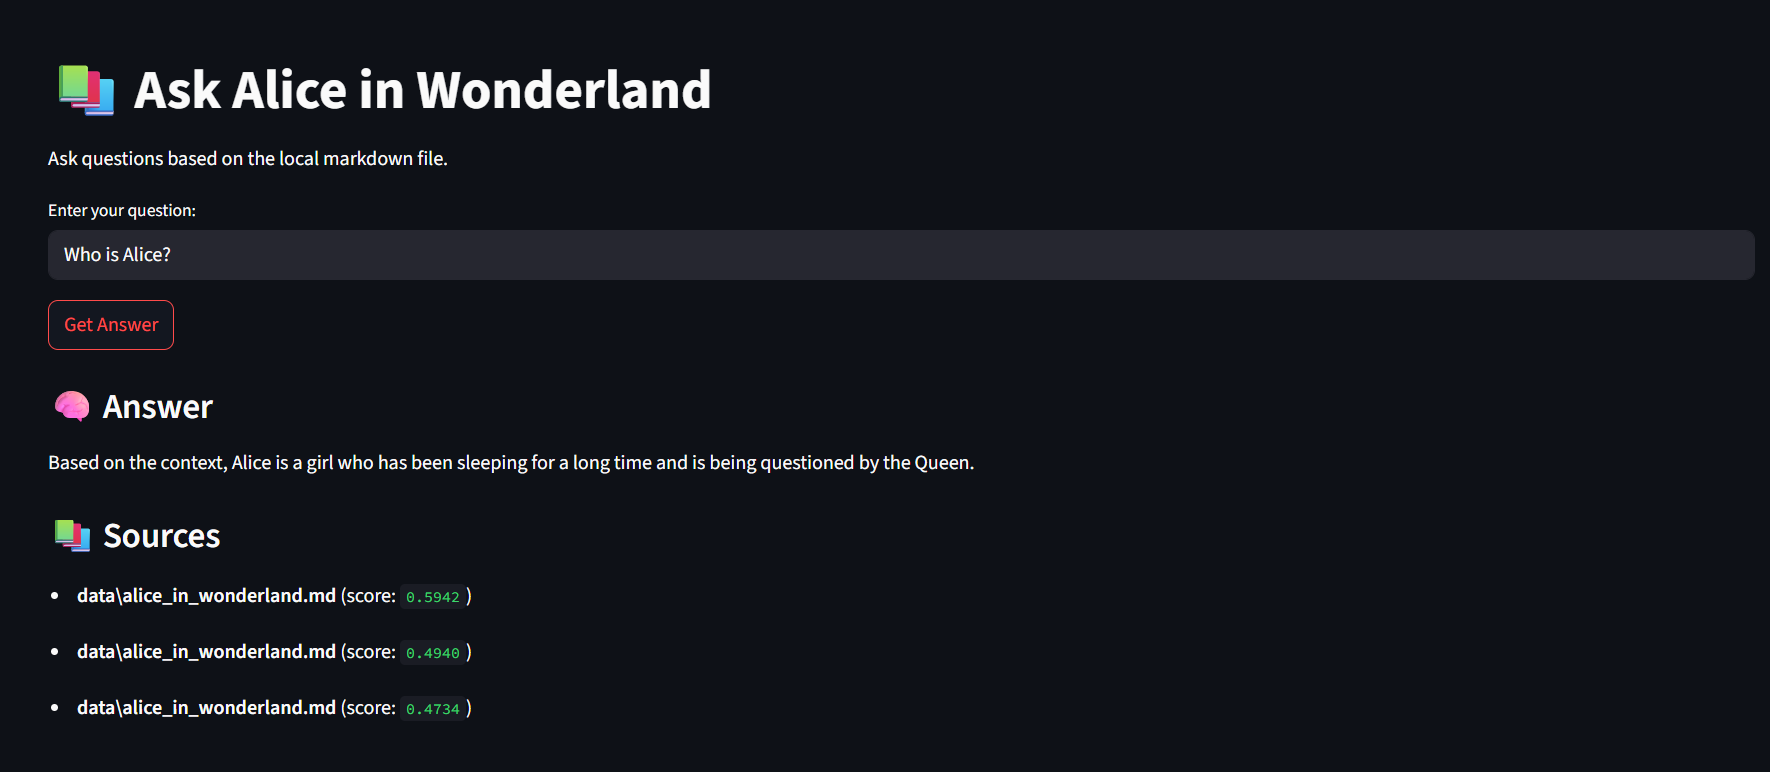 Ask Alice in Wonderland
Ask questions based on the local markdown file.
Enter your question:
Who is Alice?
Get Answer
Answer
Based on the context, Alice is a girl who has been sleeping for a long time and is being questioned by the Queen.
Sources
data\alice_in_wonderland.md (score: 0.5942)
data\alice_in_wonderland.md (score: 0.4940)
data\alice_in_wonderland.md (score: 0.4734)